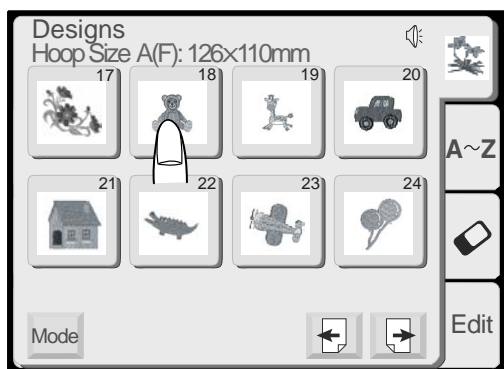 Designs
Hoop Size A(F): 126×110mm
17
18
19
20
A~Z
21
22
23
24
Mode
Edit